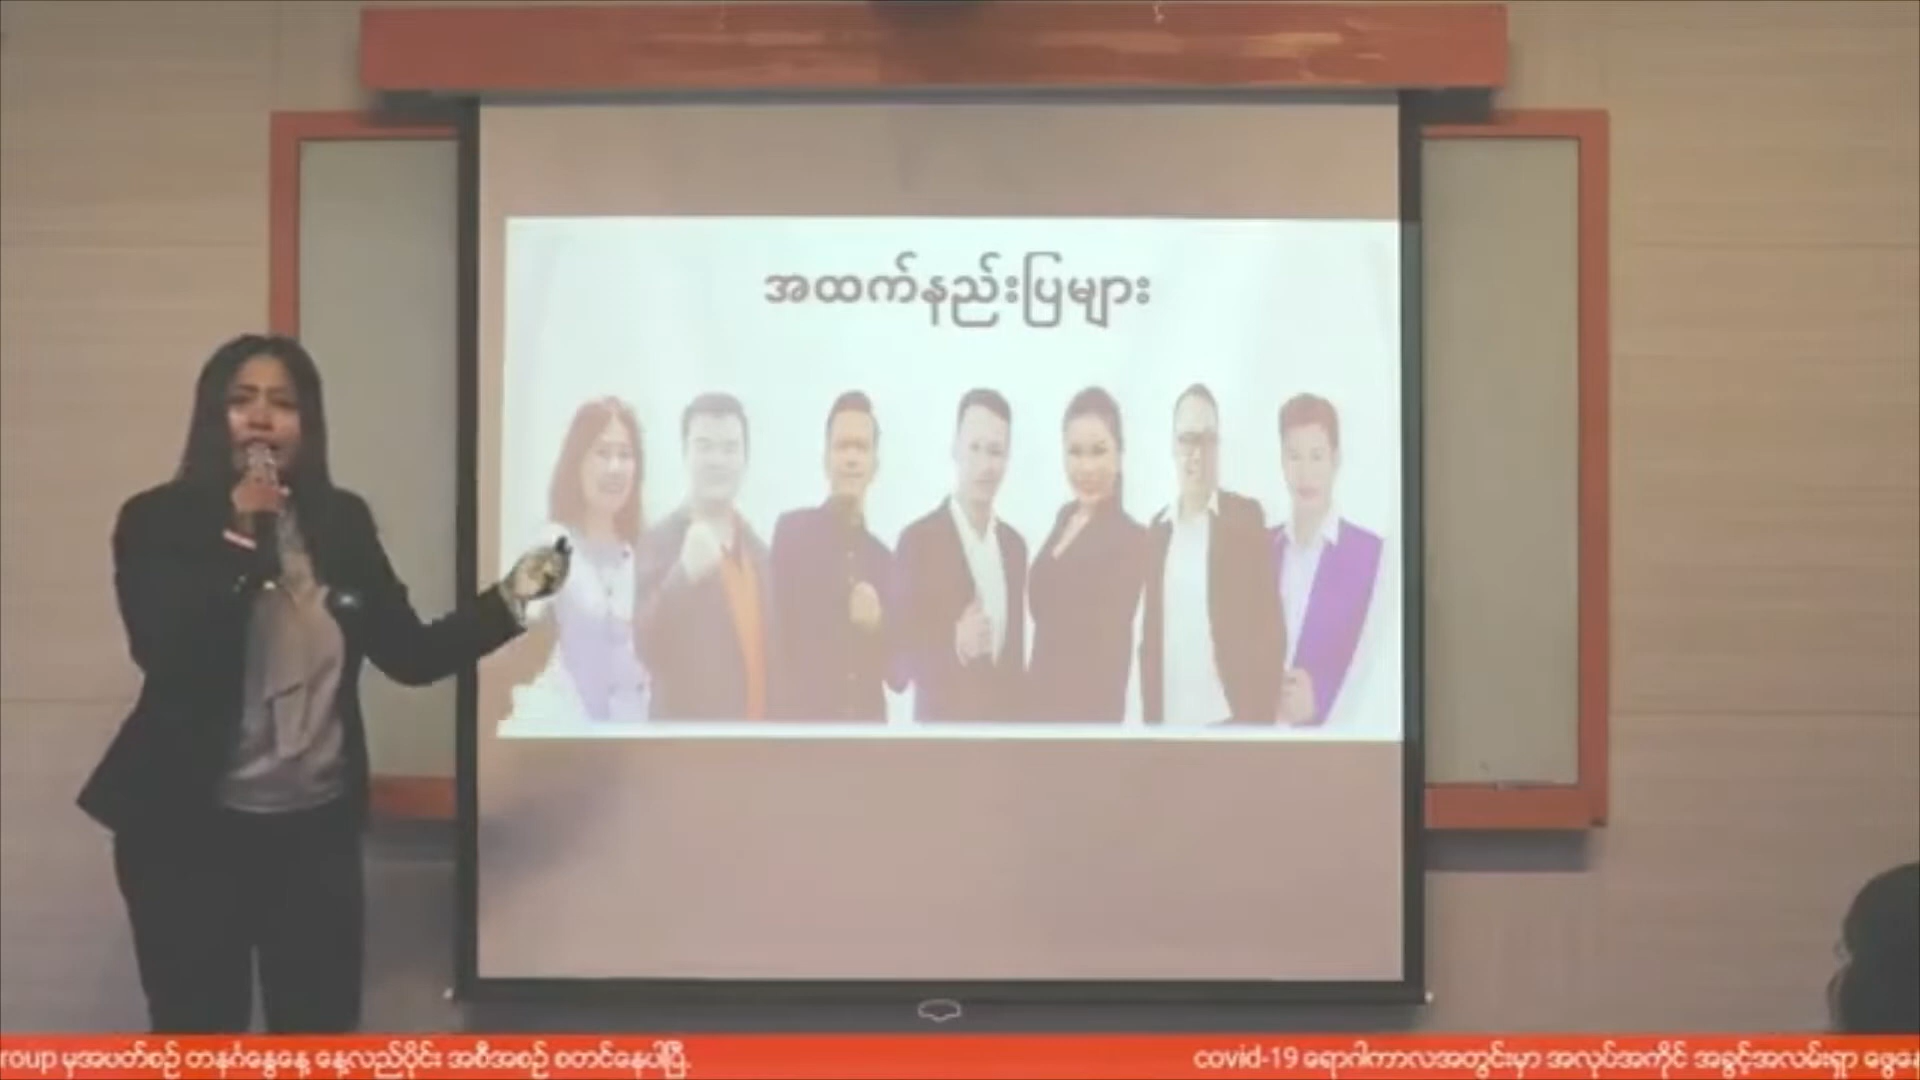 အထက်နည်းပြများ
roup မှအပတ်စဉ် တနင်္ဂနွေနေ့ နေ့လည်ပိုင်း အစီအစဉ် စတင်နေပါပြီ.
covid-19 ရောဂါကာလအတွင်းမှာ အလုပ်အကိုင် အခွင့်အလမ်းရှာ ဖွေနေ